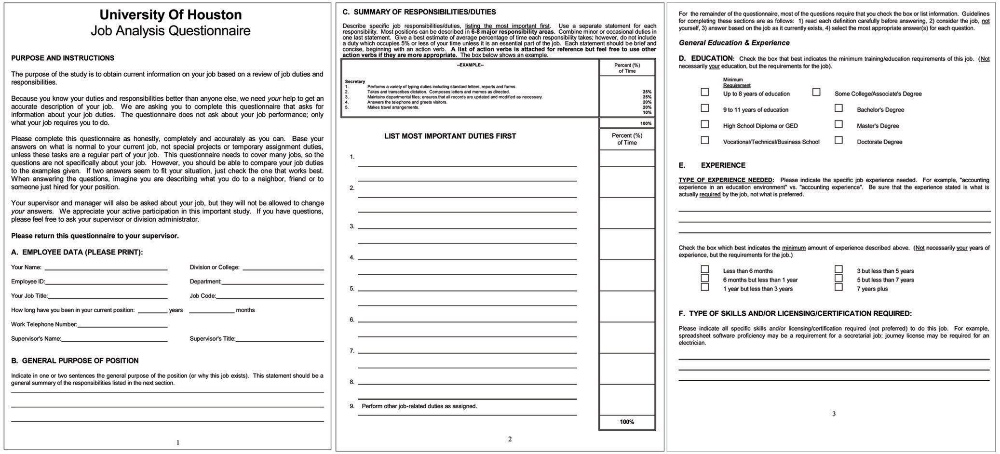 University Of Houston
Job Analysis Questionnaire
PURPOSE AND INSTRUCTIONS
The purpose of the study is to obtain current information on your job based on a review of job duties and
responsibilities.
Because you know your duties and responsibilities better than anyone else, we need your help to get an
accurate description of your job. We are asking you to complete this questionnaire that asks for
information about your job duties. The questionnaire does not ask about your job performance; only
what your job requires you to do.
Please complete this questionnaire as honestly, completely and accurately as you can. Base your
answers on what is normal to your current job, not special projects or temporary assignment duties,
unless these tasks are a regular part of your job. This questionnaire needs to cover many jobs, so the
questions are not specifically about your job. However, you should be able to compare your job duties
to the examples given. If two answers seem to fit your situation, just check the one that works best.
When answering the questions, imagine you are describing what you do to a neighbor, friend or to
someone just hired for your position.
Your supervisor and manager will also be asked about your job, but they will not be allowed to change
your answers. We appreciate your active participation in this important study. If you have questions,
please feel free to ask your supervisor or division administrator.
Please return this questionnaire to your supervisor.
A. EMPLOYEE DATA (PLEASE PRINT):
Your Name: Division or College:
Employee ID: Department:
Your Job Title: Job Code:
How long have you been in your current position: years months
Work Telephone Number:
Supervisor's Name: Supervisor's Title:
B. GENERAL PURPOSE OF POSITION
Indicate in one or two sentences the general purpose of the position (or why this job exists). This statement should be a
general summary of the responsibilities listed in the next section.
1
C. SUMMARY OF RESPONSIBILITIES/DUTIES
Describe specific job responsibilities/duties, listing the most important first. Use a separate statement for each
responsibility. Most positions can be described in 6-8 major responsibility areas. Combine minor or occasional duties in
one last statement. Give a best estimate of average percentage of time each responsibility takes; however, do not include
a duty which occupies 5% or less of your time unless it is an essential part of the job. Each statement should be brief and
concise, beginning with an action verb. A list of action verbs is attached for reference but feel free to use other
action verbs if they are more appropriate. The box below shows an example.
--EXAMPLE-- Percent (%)
of Time
Secretary
1. Performs a variety of typing duties including standard letters, reports and forms.
2. Takes and transcribes dictation. Composes letters and memos as directed. 25%
3. Maintains departmental files; ensures that all records are updated and modified as necessary. 25%
4. Answers the telephone and greets visitors. 20%
5. Makes travel arrangements. 20%
10%
100%
LIST MOST IMPORTANT DUTIES FIRST Percent (%)
of Time
1.
2.
3.
4.
5.
6.
7.
8.
9. Perform other job-related duties as assigned.
100%
2
For the remainder of the questionnaire, most of the questions require that you check the box or list information. Guidelines
for completing these sections are as follows: 1) read each definition carefully before answering, 2) consider the job, not
yourself, 3) answer based on the job as it currently exists, 4) select the most appropriate answer(s) for each question.
General Education & Experience
D. EDUCATION: Check the box that best indicates the minimum training/education requirements of this job. (Not
necessarily your education, but the requirements for the job).
Minimum
Requirement
Up to 8 years of education Some College/Associate's Degree
9 to 11 years of education Bachelor's Degree
High School Diploma or GED Master's Degree
Vocational/Technical/Business School Doctorate Degree
E. EXPERIENCE
TYPE OF EXPERIENCE NEEDED: Please indicate the specific job experience needed. For example, "accounting
experience in an education environment" vs. "accounting experience". Be sure that the experience stated is what is
actually required by the job, not what is preferred.
Check the box which best indicates the minimum amount of experience described above. (Not necessarily your years of
experience, but the requirements for the job.)
Less than 6 months 3 but less than 5 years
6 months but less than 1 year 5 but less than 7 years
1 year but less than 3 years 7 years plus
F. TYPE OF SKILLS AND/OR LICENSING/CERTIFICATION REQUIRED:
Please indicate all specific skills and/or licensing/certification required (not preferred) to do this job. For example,
spreadsheet software proficiency may be a requirement for a secretarial job; journey license may be required for an
electrician.
3